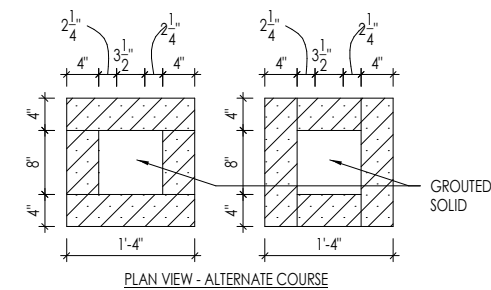 2 1/4" 2 1/4" 2 1/4" 2 1/4"
4" 3 1/2" 4" 4" 3 1/2" 4"
4" 4"
8" 8"
4" 4"
GROUTED
SOLID
1'-4" 1'-4"
PLAN VIEW - ALTERNATE COURSE